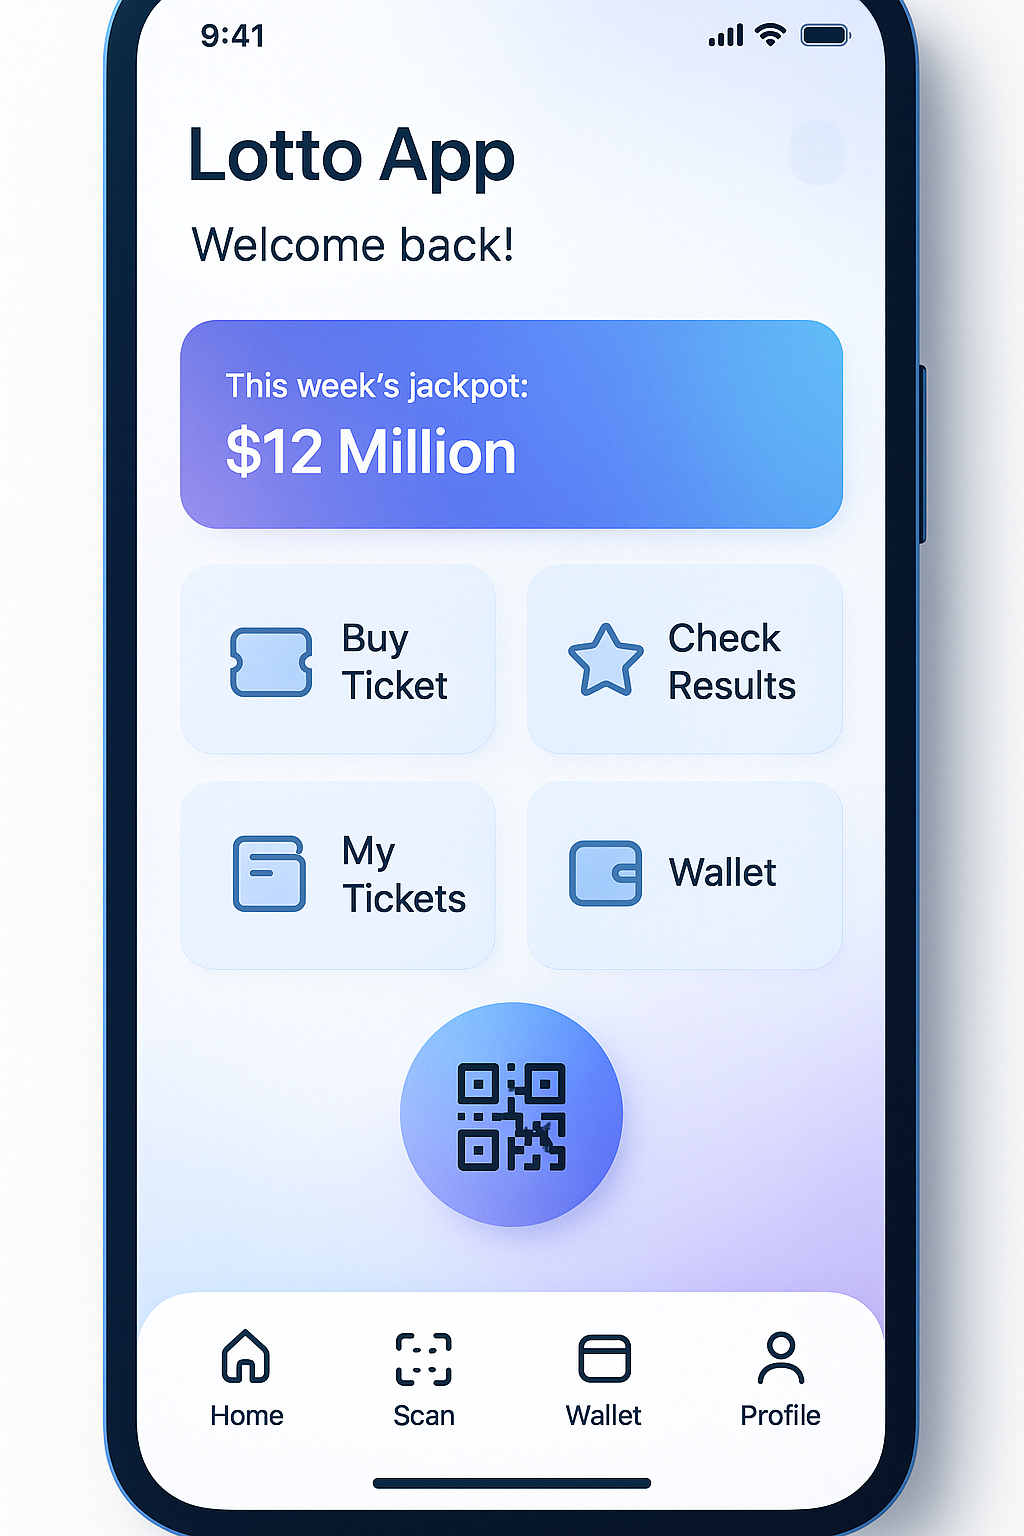 9:41
Lotto App
Welcome back!
This week’s jackpot:
$12 Million
Buy
Ticket
Check
Results
My
Tickets
Wallet
Home
Scan
Wallet
Profile